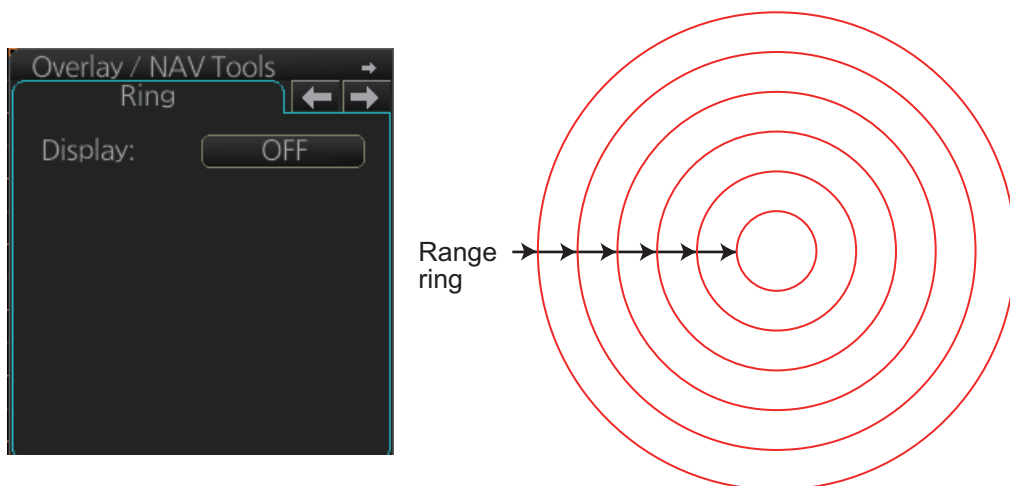 Overlay / NAV Tools
Ring
Display: OFF
Range
ring